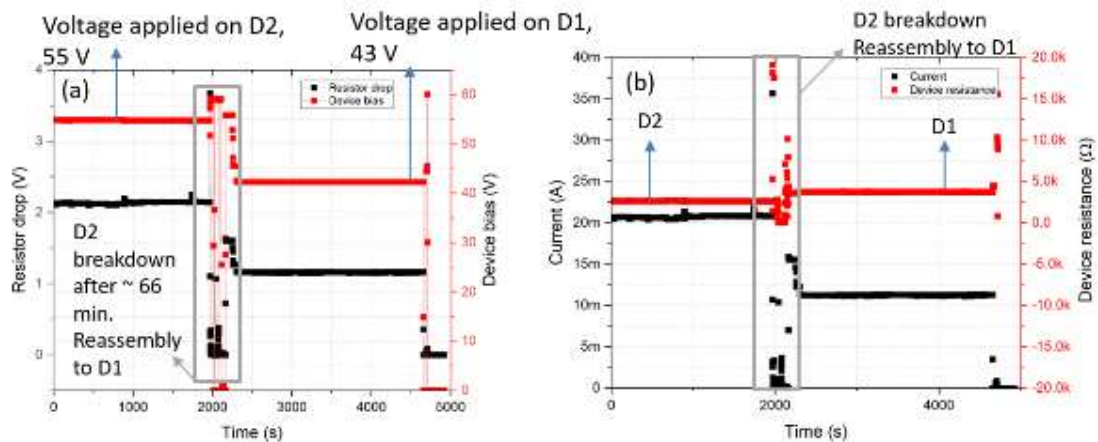 Voltage applied on D2,
55 V
Voltage applied on D1,
43 V
(a)
Resistor drop
Device bias
D2
breakdown
after ~ 66
min.
Reassembly
to D1
Resistor drop (V)
4
3
2
1
0
Device bias (V)
60
50
40
30
20
10
0
0
1000
2000
3000
4000
5000
Time (s)
D2 breakdown
Reassembly to D1
(b)
Current
Device resistance
D2
D1
Current (A)
40m
35m
30m
25m
20m
15m
10m
5m
0
Device resistance (Ω)
20.0k
15.0k
10.0k
5.0k
0.0
-5.0k
-10.0k
-15.0k
-20.0k
0
2000
4000
Time (s)